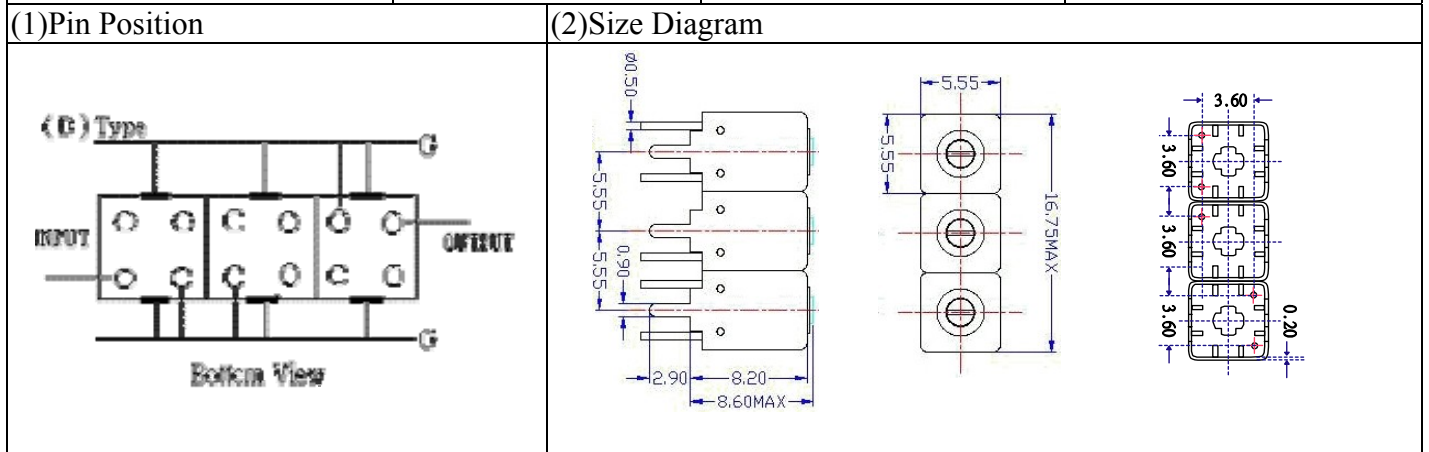 (1)Pin Position
(2)Size Diagram
Type
G
INPUT
OUTPUT
G
Bottom View
Ø0.50
5.55
5.55
0.90
2.90
8.20
8.60MAX
5.55
5.55
16.75MAX
3.60
3.60
3.60
3.60
0.20